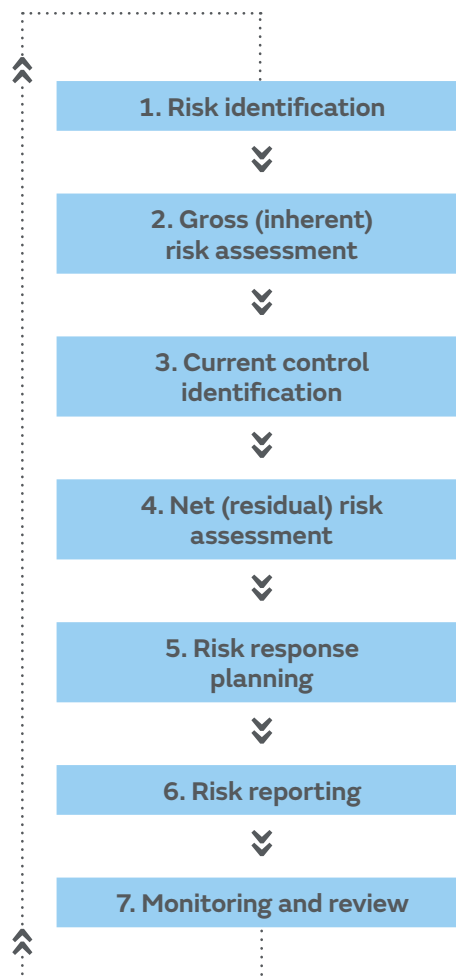 1. Risk identification
2. Gross (inherent)
risk assessment
3. Current control
identification
4. Net (residual) risk
assessment
5. Risk response
planning
6. Risk reporting
7. Monitoring and review